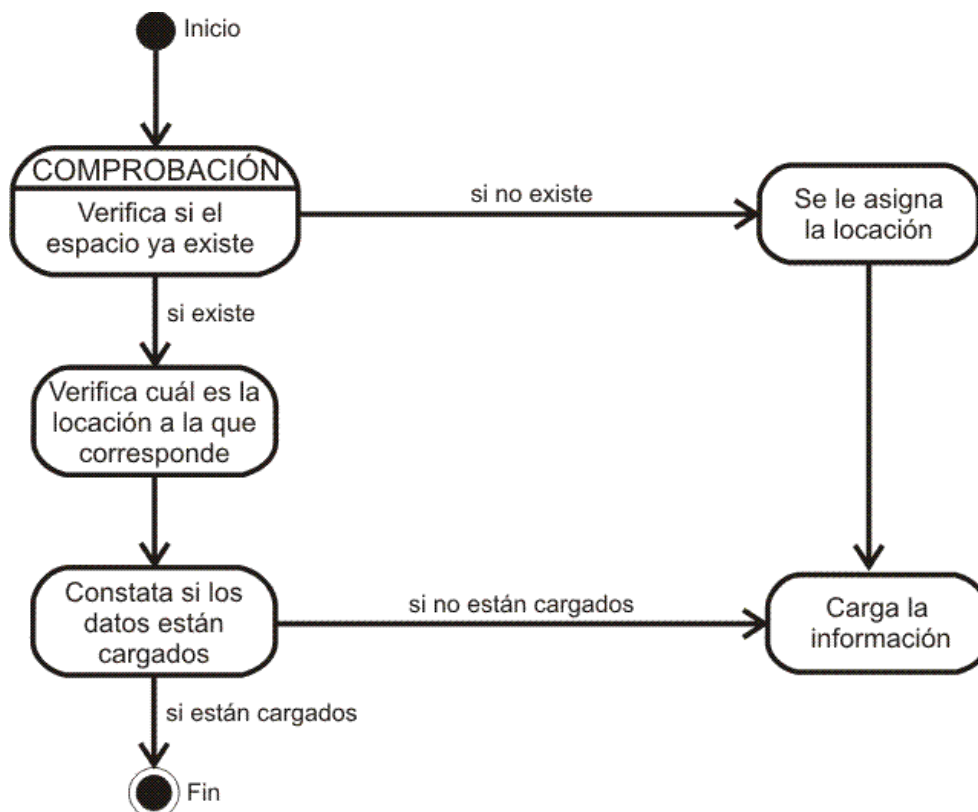 Inicio
COMPROBACIÓN
Verifica si el
espacio ya existe
si no existe
Se le asigna
la locación
si existe
Verifica cuál es la
locación a la que
corresponde
Constata si los
datos están
cargados
si no están cargados
Carga la
información
si están cargados
Fin